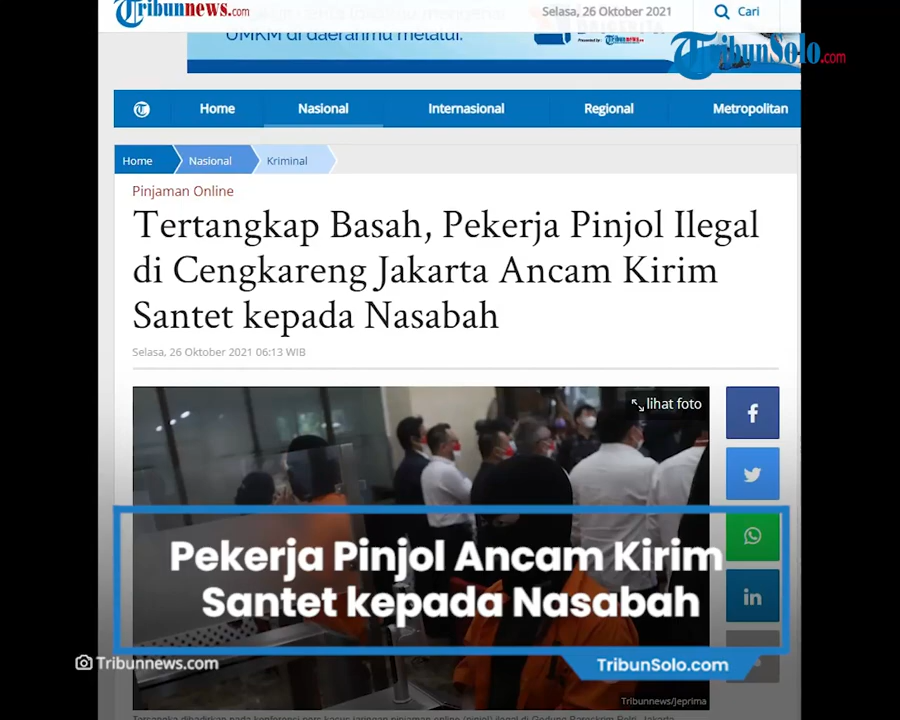 Tribunnews.com
Selasa, 26 Oktober 2021
Cari
UMKM di daerahmu melalui.
TribunSolo.com
Home
Nasional
Internasional
Regional
Metropolitan
Home
Nasional
Kriminal
Pinjaman Online
Tertangkap Basah, Pekerja Pinjol Ilegal
di Cengkareng Jakarta Ancam Kirim
Santet kepada Nasabah
Selasa, 26 Oktober 2021 06:13 WIB
lihat foto
Pekerja Pinjol Ancam Kirim
Santet kepada Nasabah
Tribunnews.com
TribunSolo.com
Tribunnews/Jeprima